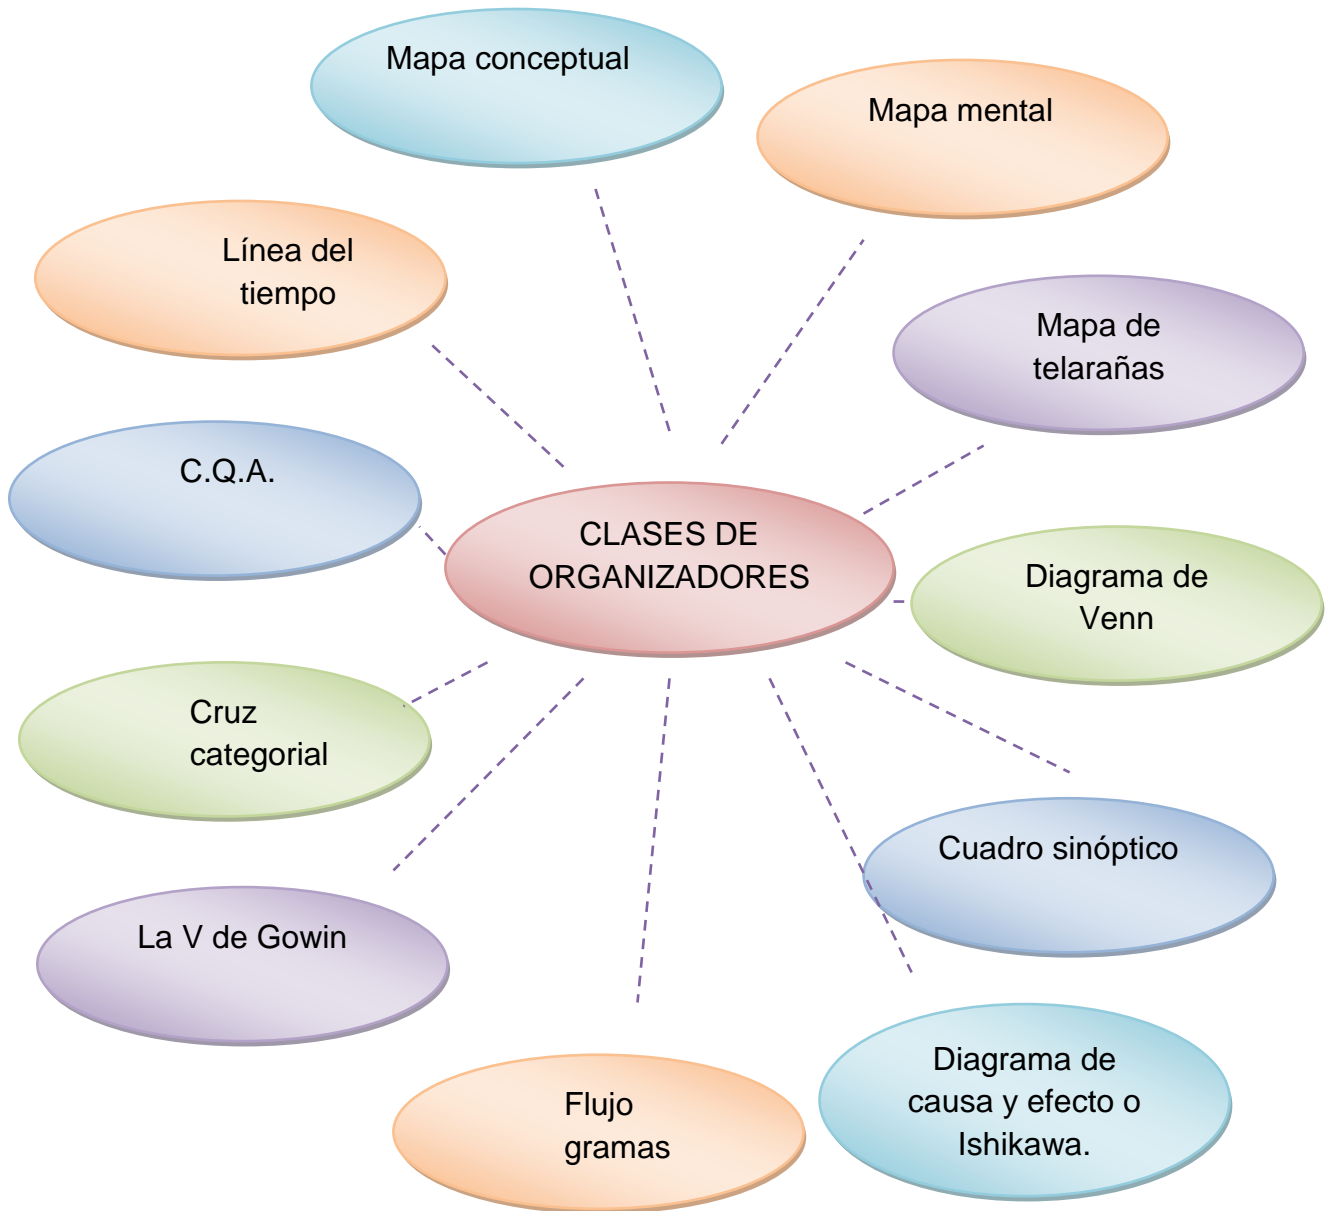 Mapa conceptual
Mapa mental
Línea del
tiempo
Mapa de
telarañas
C.Q.A.
CLASES DE
ORGANIZADORES
Diagrama de
Venn
Cruz
categorial
Cuadro sinóptico
La V de Gowin
Diagrama de
causa y efecto o
Ishikawa.
Flujo
gramas